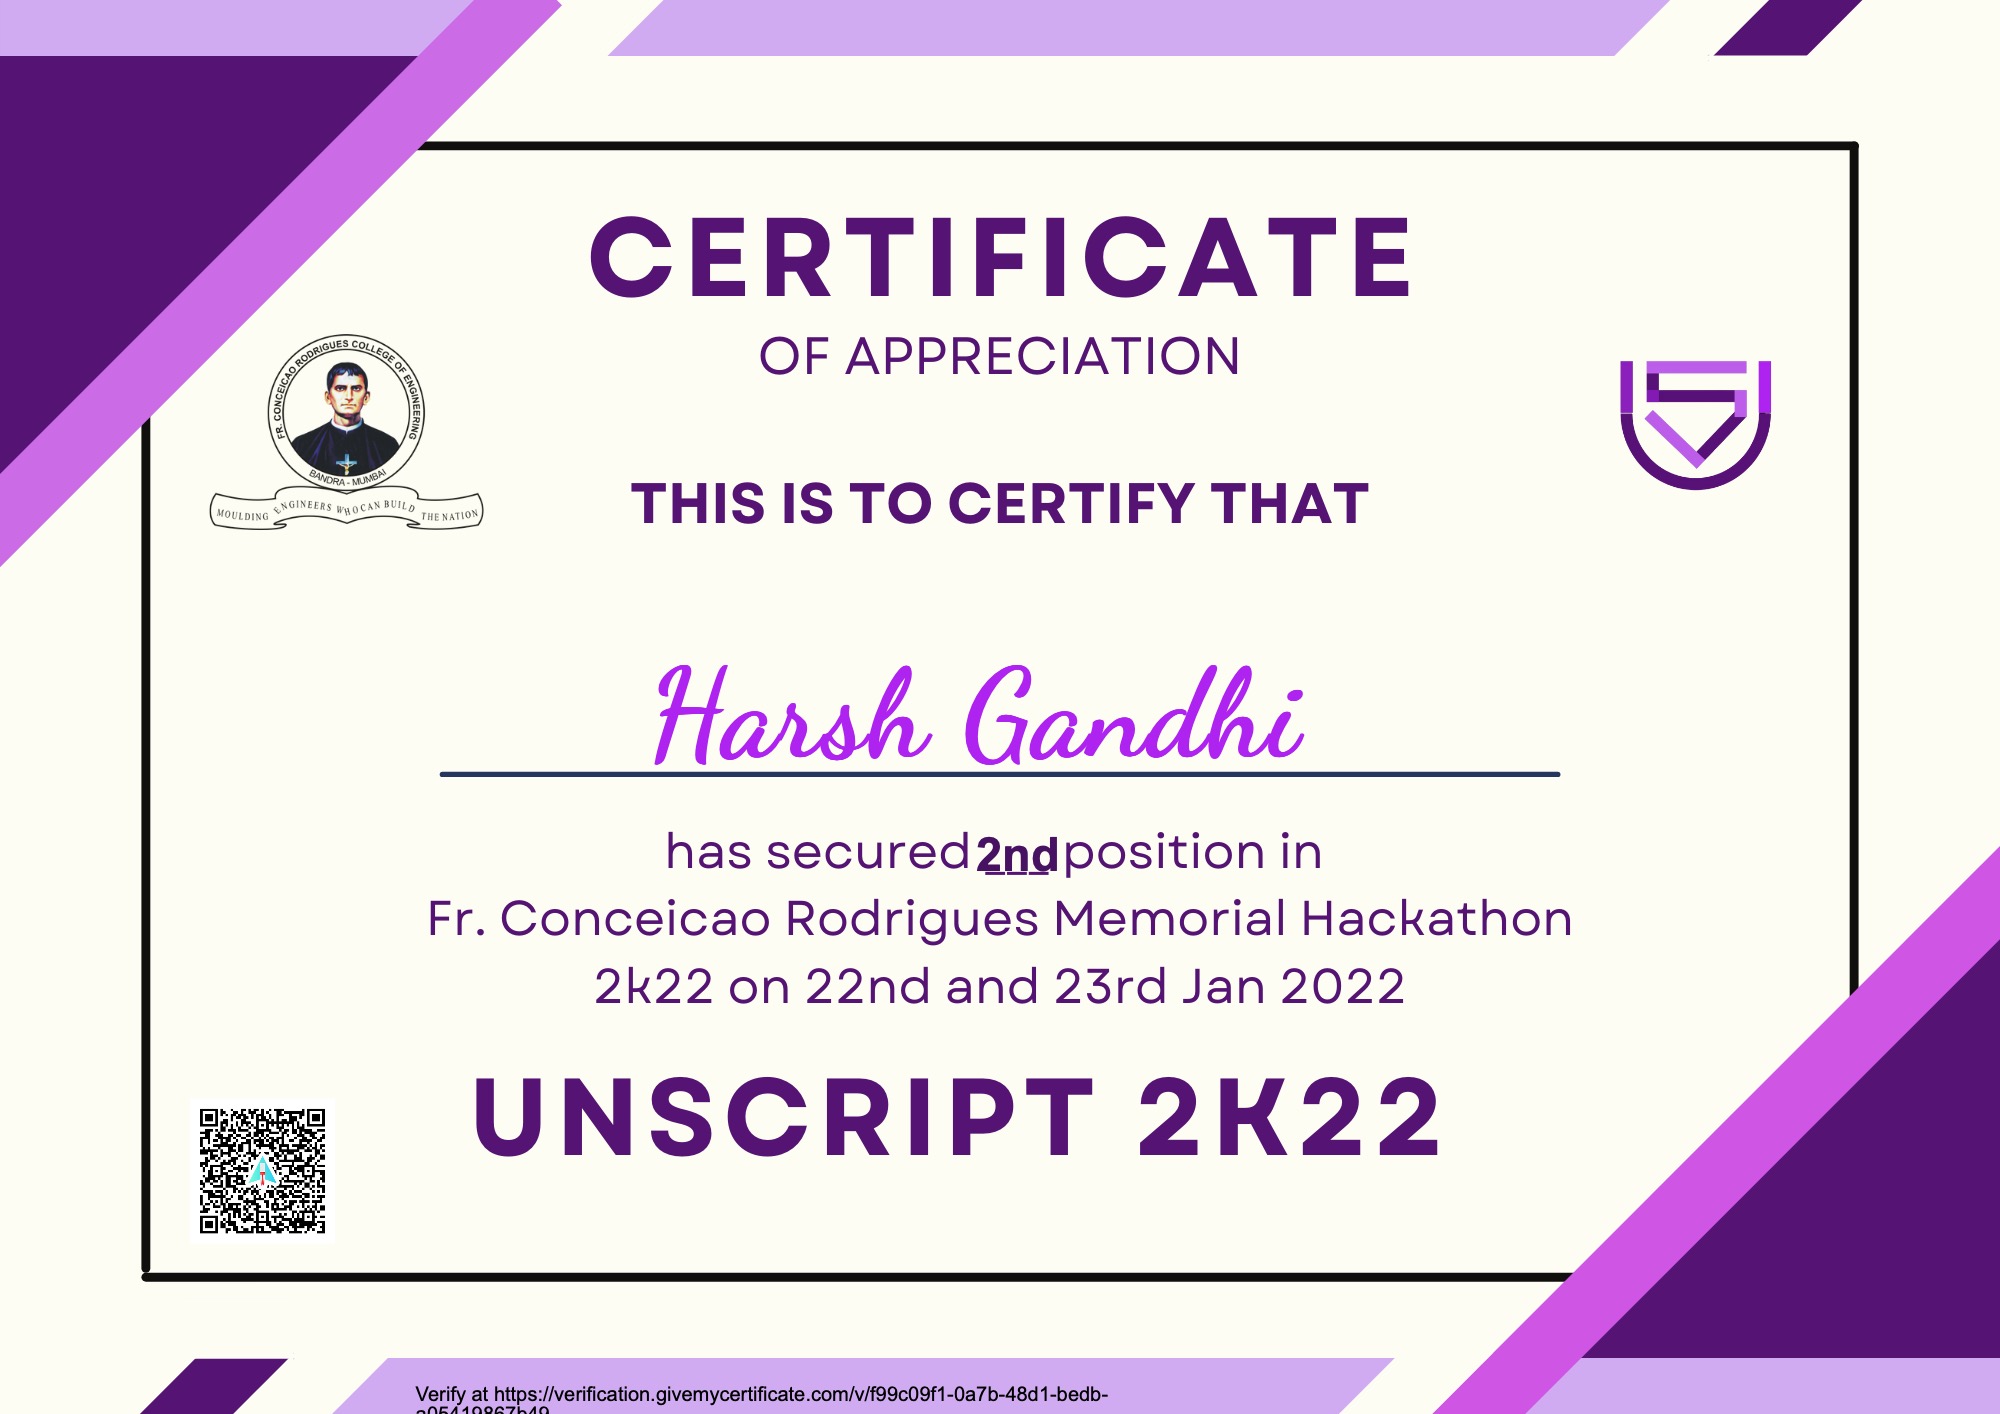 CERTIFICATE
OF APPRECIATION
FR. CONCEICAO RODRIGUES COLLEGE OF ENGINEERING
BANDRA - MUMBAI
MOULDING ENGINEERS WHO CAN BUILD THE NATION
THIS IS TO CERTIFY THAT
Harsh Gandhi
has secured 2nd position in
Fr. Conceicao Rodrigues Memorial Hackathon
2k22 on 22nd and 23rd Jan 2022
UNSCRIPT 2K22
Verify at https://verification.givemycertificate.com/v/f99c09f1-0a7b-48d1-bedb-
a05419867b49